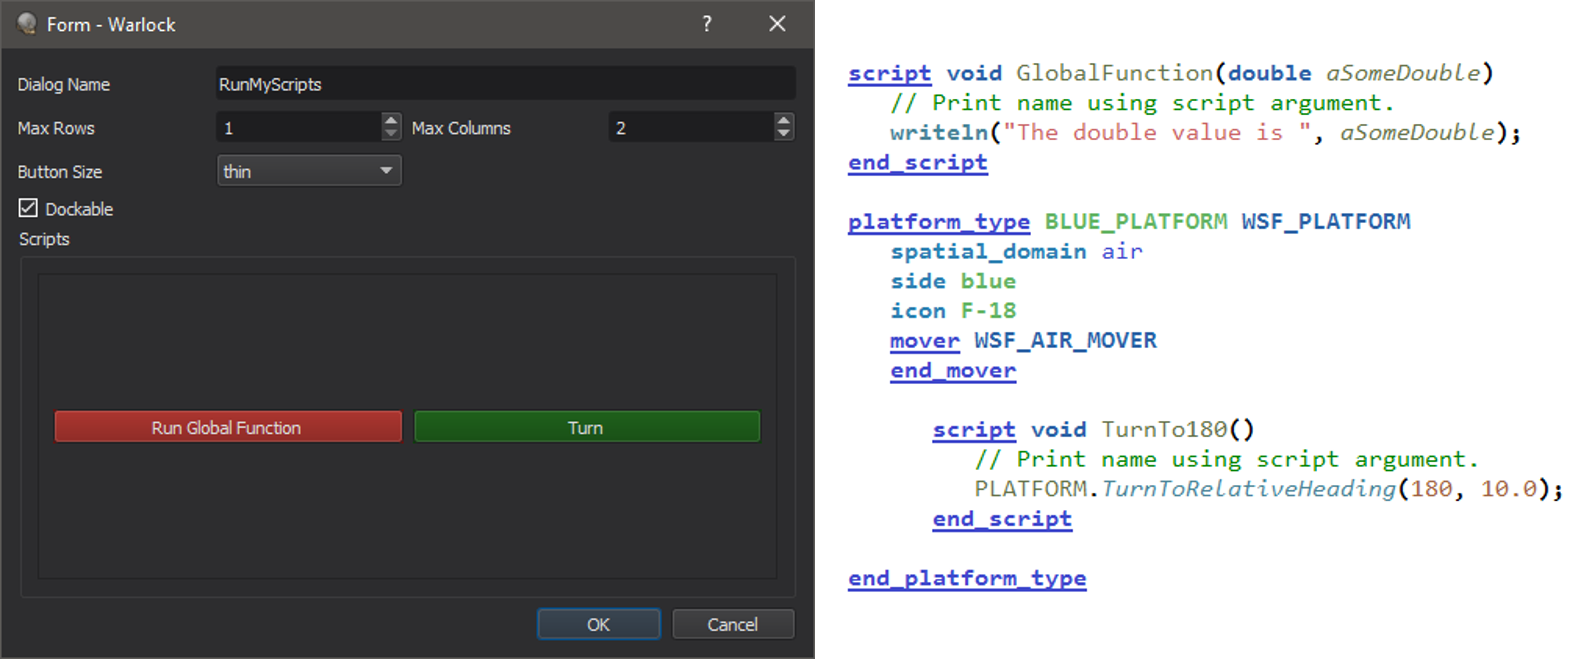 Form - Warlock
?
Dialog Name RunMyScripts
Max Rows 1 Max Columns 2
Button Size thin
Dockable
Scripts
Run Global Function Turn
OK Cancel
script void GlobalFunction(double aSomeDouble)
// Print name using script argument.
writeln("The double value is ", aSomeDouble);
end_script
platform_type BLUE_PLATFORM WSF_PLATFORM
spatial_domain air
side blue
icon F-18
mover WSF_AIR_MOVER
end_mover
script void TurnTo180()
// Print name using script argument.
PLATFORM.TurnToRelativeHeading(180, 10.0);
end_script
end_platform_type